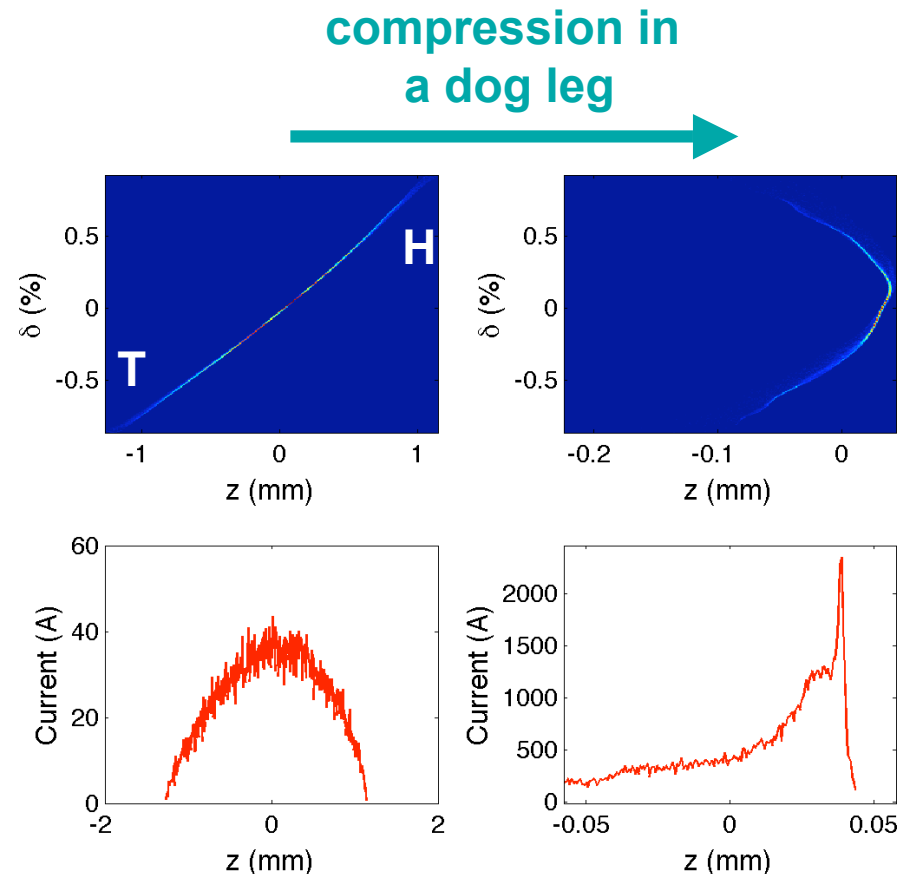 compression in
a dog leg
0.5
0
-0.5
δ (%)
H
T
-1
0
1
z (mm)
0.5
0
-0.5
δ (%)
-0.2
-0.1
0
z (mm)
60
40
20
0
Current (A)
-2
0
2
z (mm)
2000
1500
1000
500
0
Current (A)
-0.05
0
0.05
z (mm)